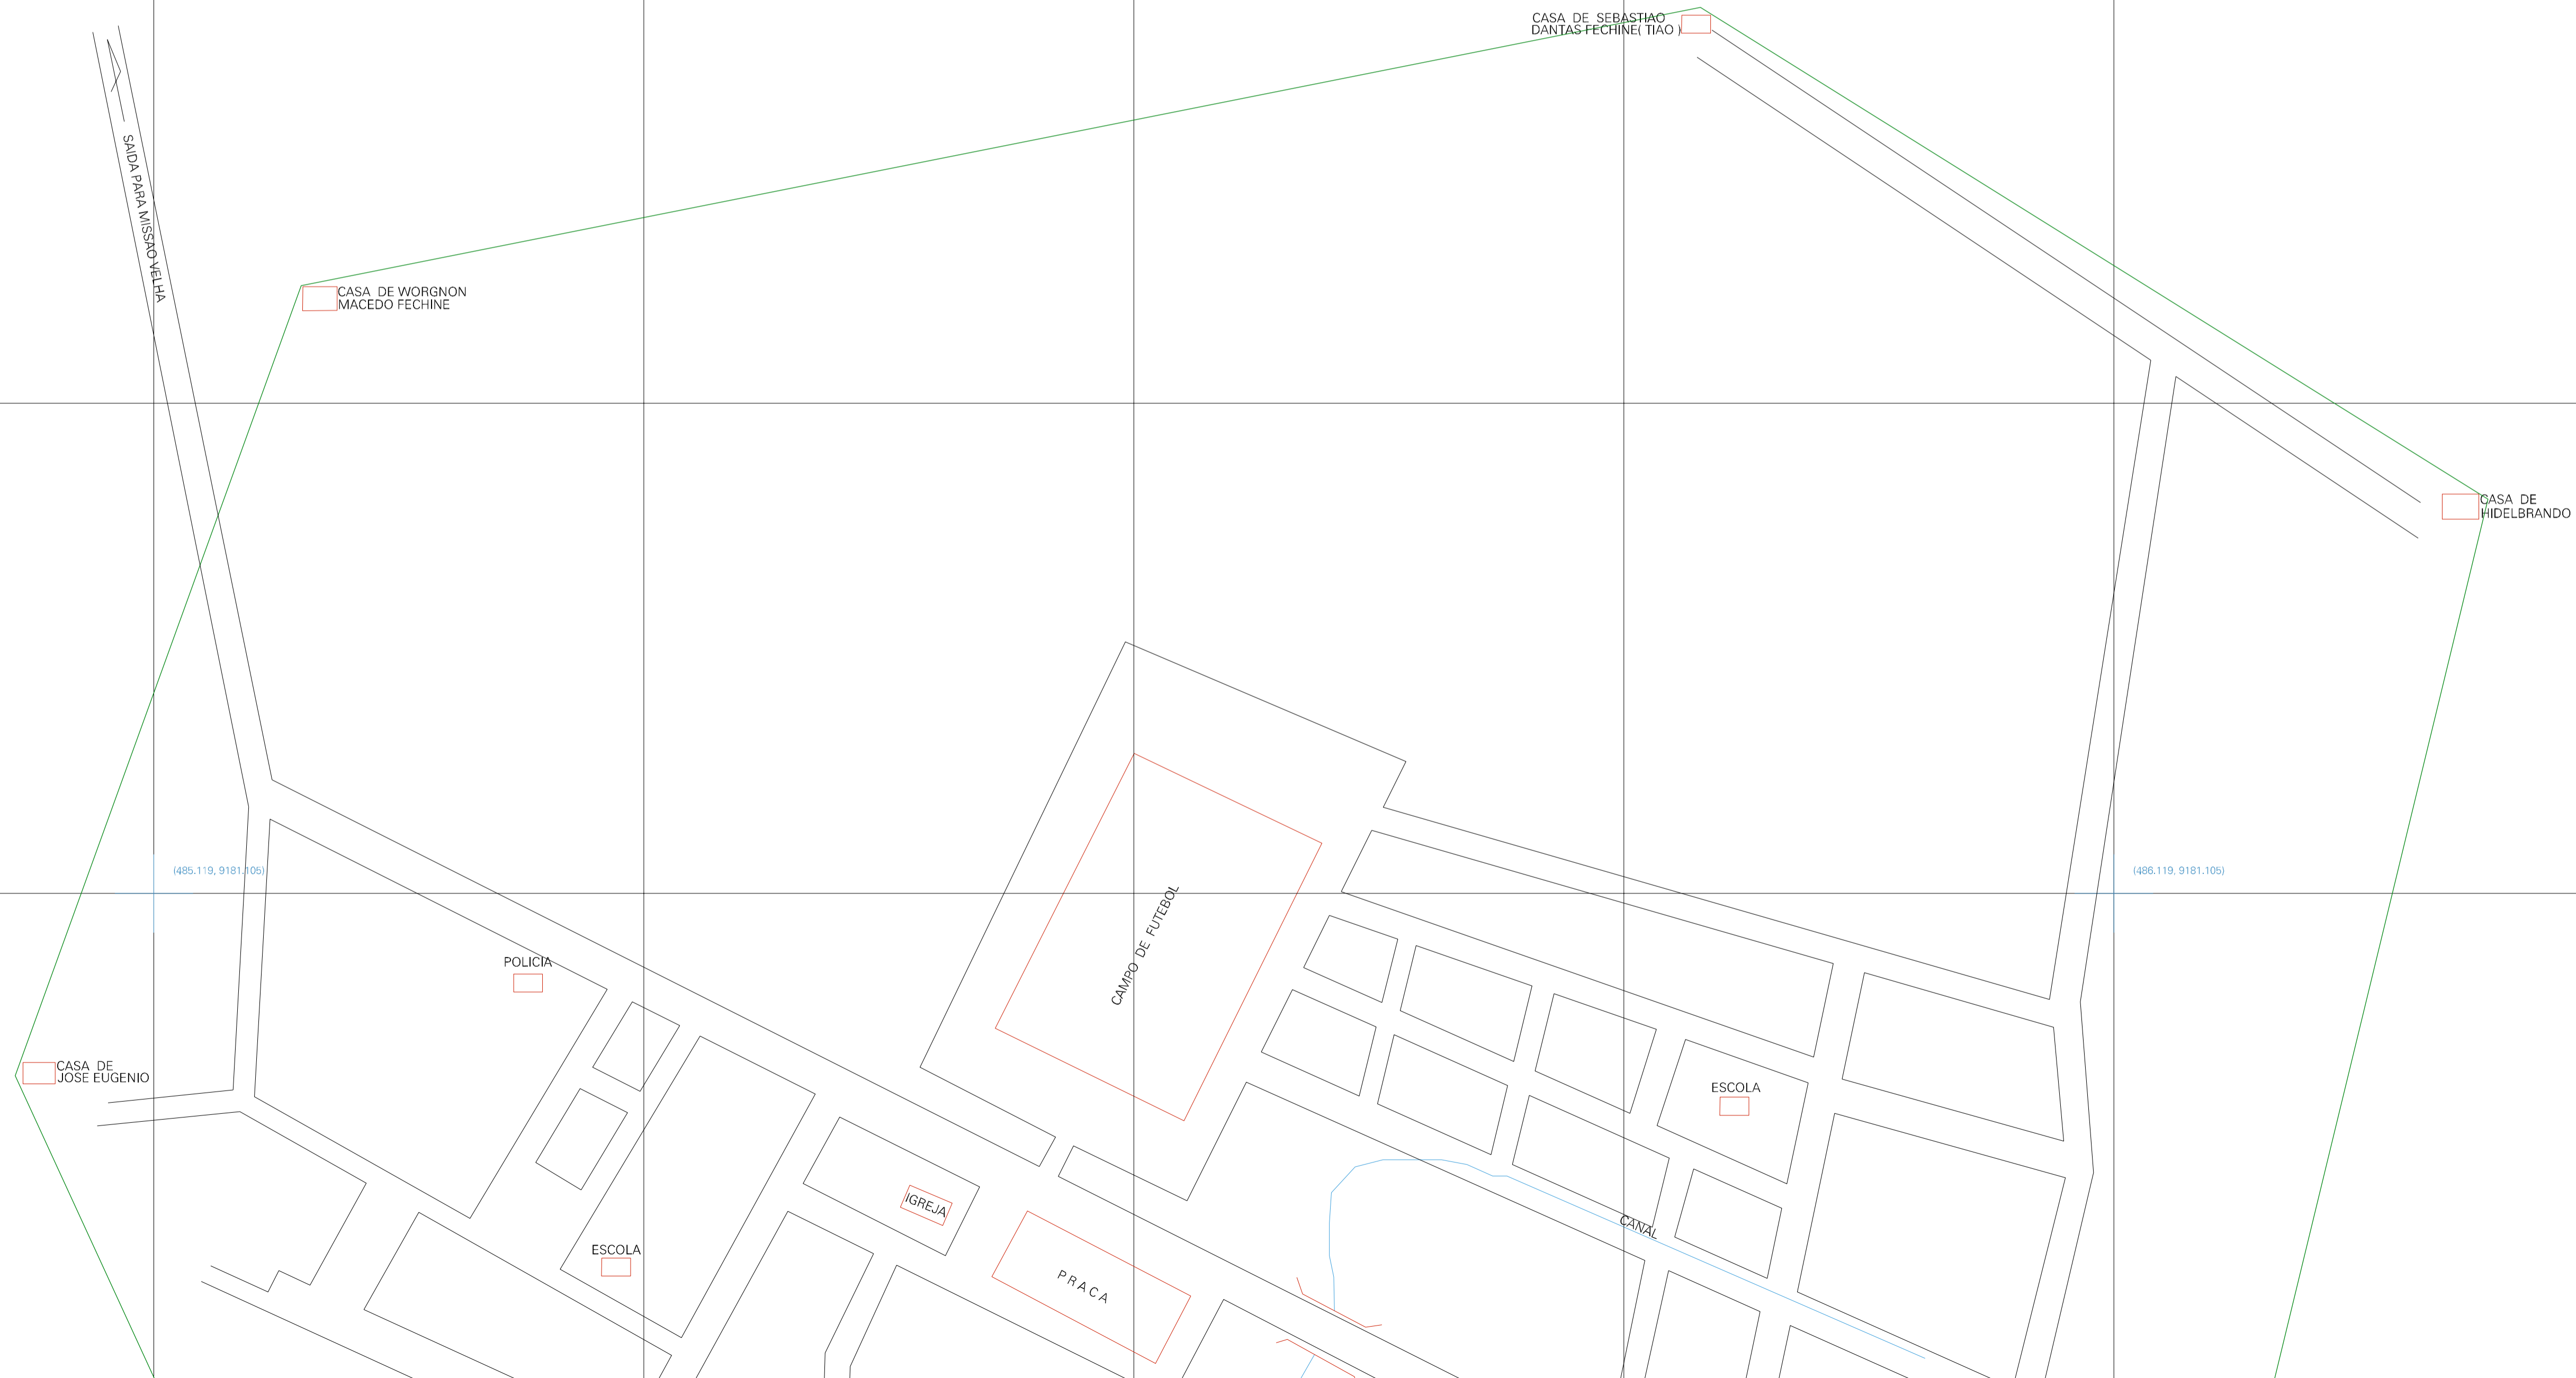 CASA DE SEBASTIAO
DANTAS FECHINE( TIAO )
SAIDA PARA MISSAO VELHA
CASA DE WORGNON
MACEDO FECHINE
CASA DE
HIDELBRANDO
(485.119, 9181.105)
(486.119, 9181.105)
CAMPO DE FUTEBOL
POLICIA
CASA DE
JOSE EUGENIO
ESCOLA
IGREJA
CANAL
ESCOLA
PRACA